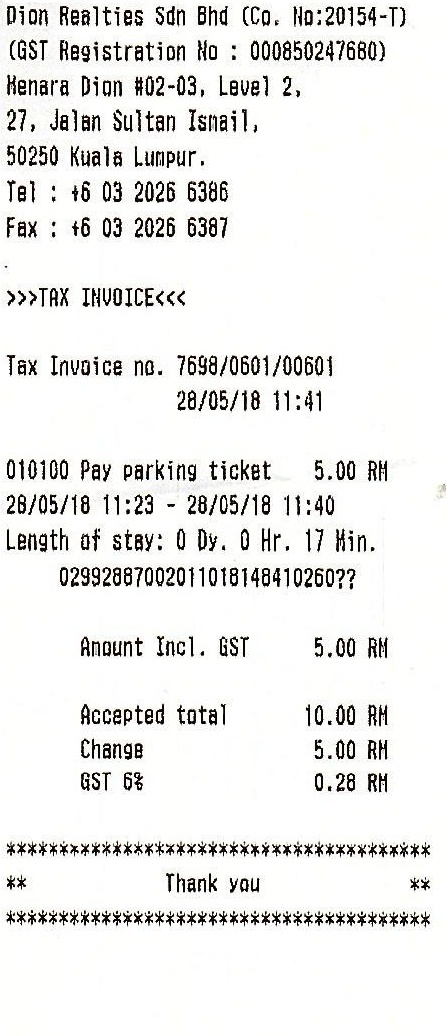 Dion Realties Sdn Bhd (Co. No:20154-T)
(GST Registration No : 000850247680)
Menara Dion #02-03, Level 2,
27, Jalan Sultan Ismail,
50250 Kuala Lumpur.
Tel : +6 03 2026 6386
Fax : +6 03 2026 6387
>>>TAX INVOICE<<<
Tax Invoice no. 7698/0601/00601
28/05/18 11:41
010100 Pay parking ticket 5.00 RM
28/05/18 11:23 - 28/05/18 11:40
Length of stay: 0 Dy. 0 Hr. 17 Min.
02992887002011018148410260??
Amount Incl. GST 5.00 RM
Accepted total 10.00 RM
Change 5.00 RM
GST 6% 0.28 RM
****************************************
** Thank you **
****************************************